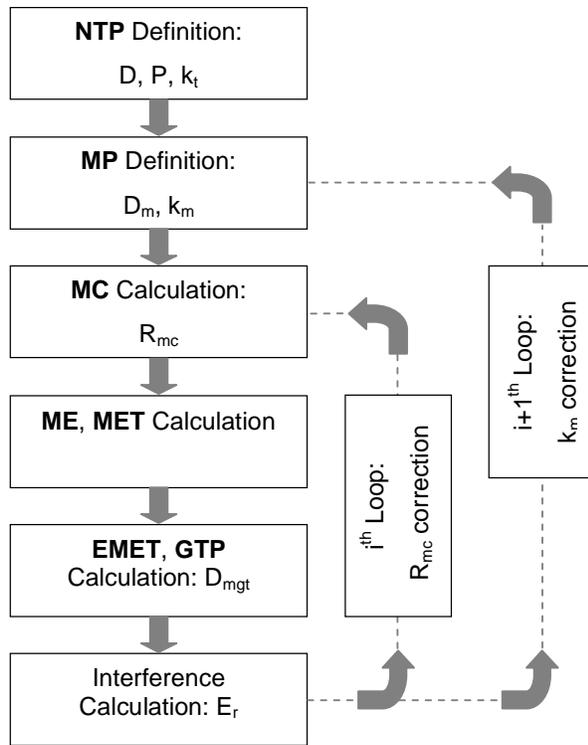 NTP Definition:
D, P, kₜ
MP Definition:
Dₘ, kₘ
MC Calculation:
Rₘc
ME, MET Calculation
EMET, GTP
Calculation: Dₘgₜ
Interference
Calculation: Eᵣ
iᵗʰ Loop:
Rₘc correction
i+1ᵗʰ Loop:
kₘ correction